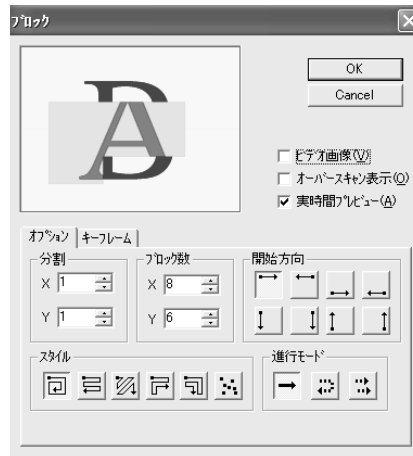 ブロック
B
A
OK
Cancel
ビデオ画像(V)
オーバースキャン表示(O)
実時間プレビュー(A)
オプション キーフレーム
分割 ブロック数 開始方向
X 1 X 8
Y 1 Y 6
スタイル 進行モード